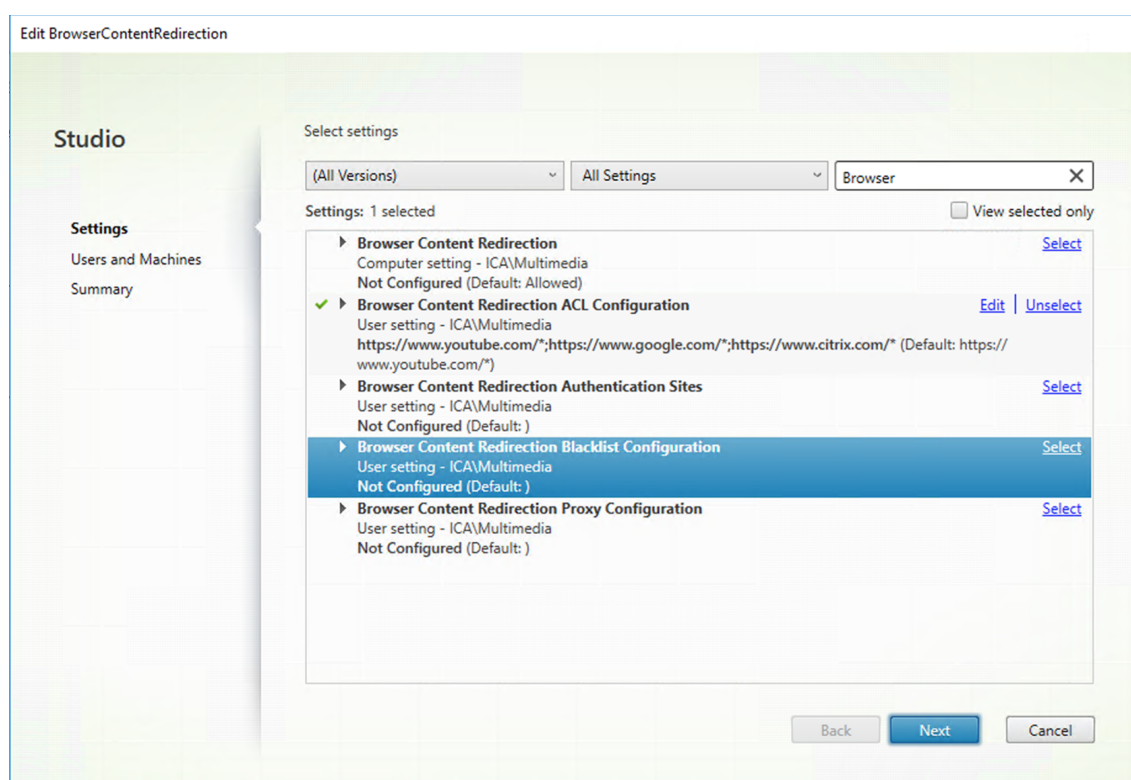 Edit BrowserContentRedirection
Studio
Settings
Users and Machines
Summary
Select settings
(All Versions)
All Settings
Browser
Settings: 1 selected
View selected only
Browser Content Redirection
Select
Computer setting - ICA\Multimedia
Not Configured (Default: Allowed)
Browser Content Redirection ACL Configuration
Edit | Unselect
User setting - ICA\Multimedia
https://www.youtube.com/*;https://www.google.com/*;https://www.citrix.com/* (Default: https://
www.youtube.com/*)
Browser Content Redirection Authentication Sites
Select
User setting - ICA\Multimedia
Not Configured (Default: )
Browser Content Redirection Blacklist Configuration
Select
User setting - ICA\Multimedia
Not Configured (Default: )
Browser Content Redirection Proxy Configuration
Select
User setting - ICA\Multimedia
Not Configured (Default: )
Back
Next
Cancel